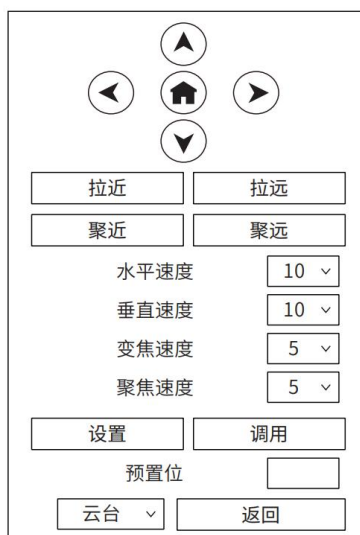 拉近 拉远
聚近 聚远
水平速度 10
垂直速度 10
变焦速度 5
聚焦速度 5
设置 调用
预置位
云台 返回